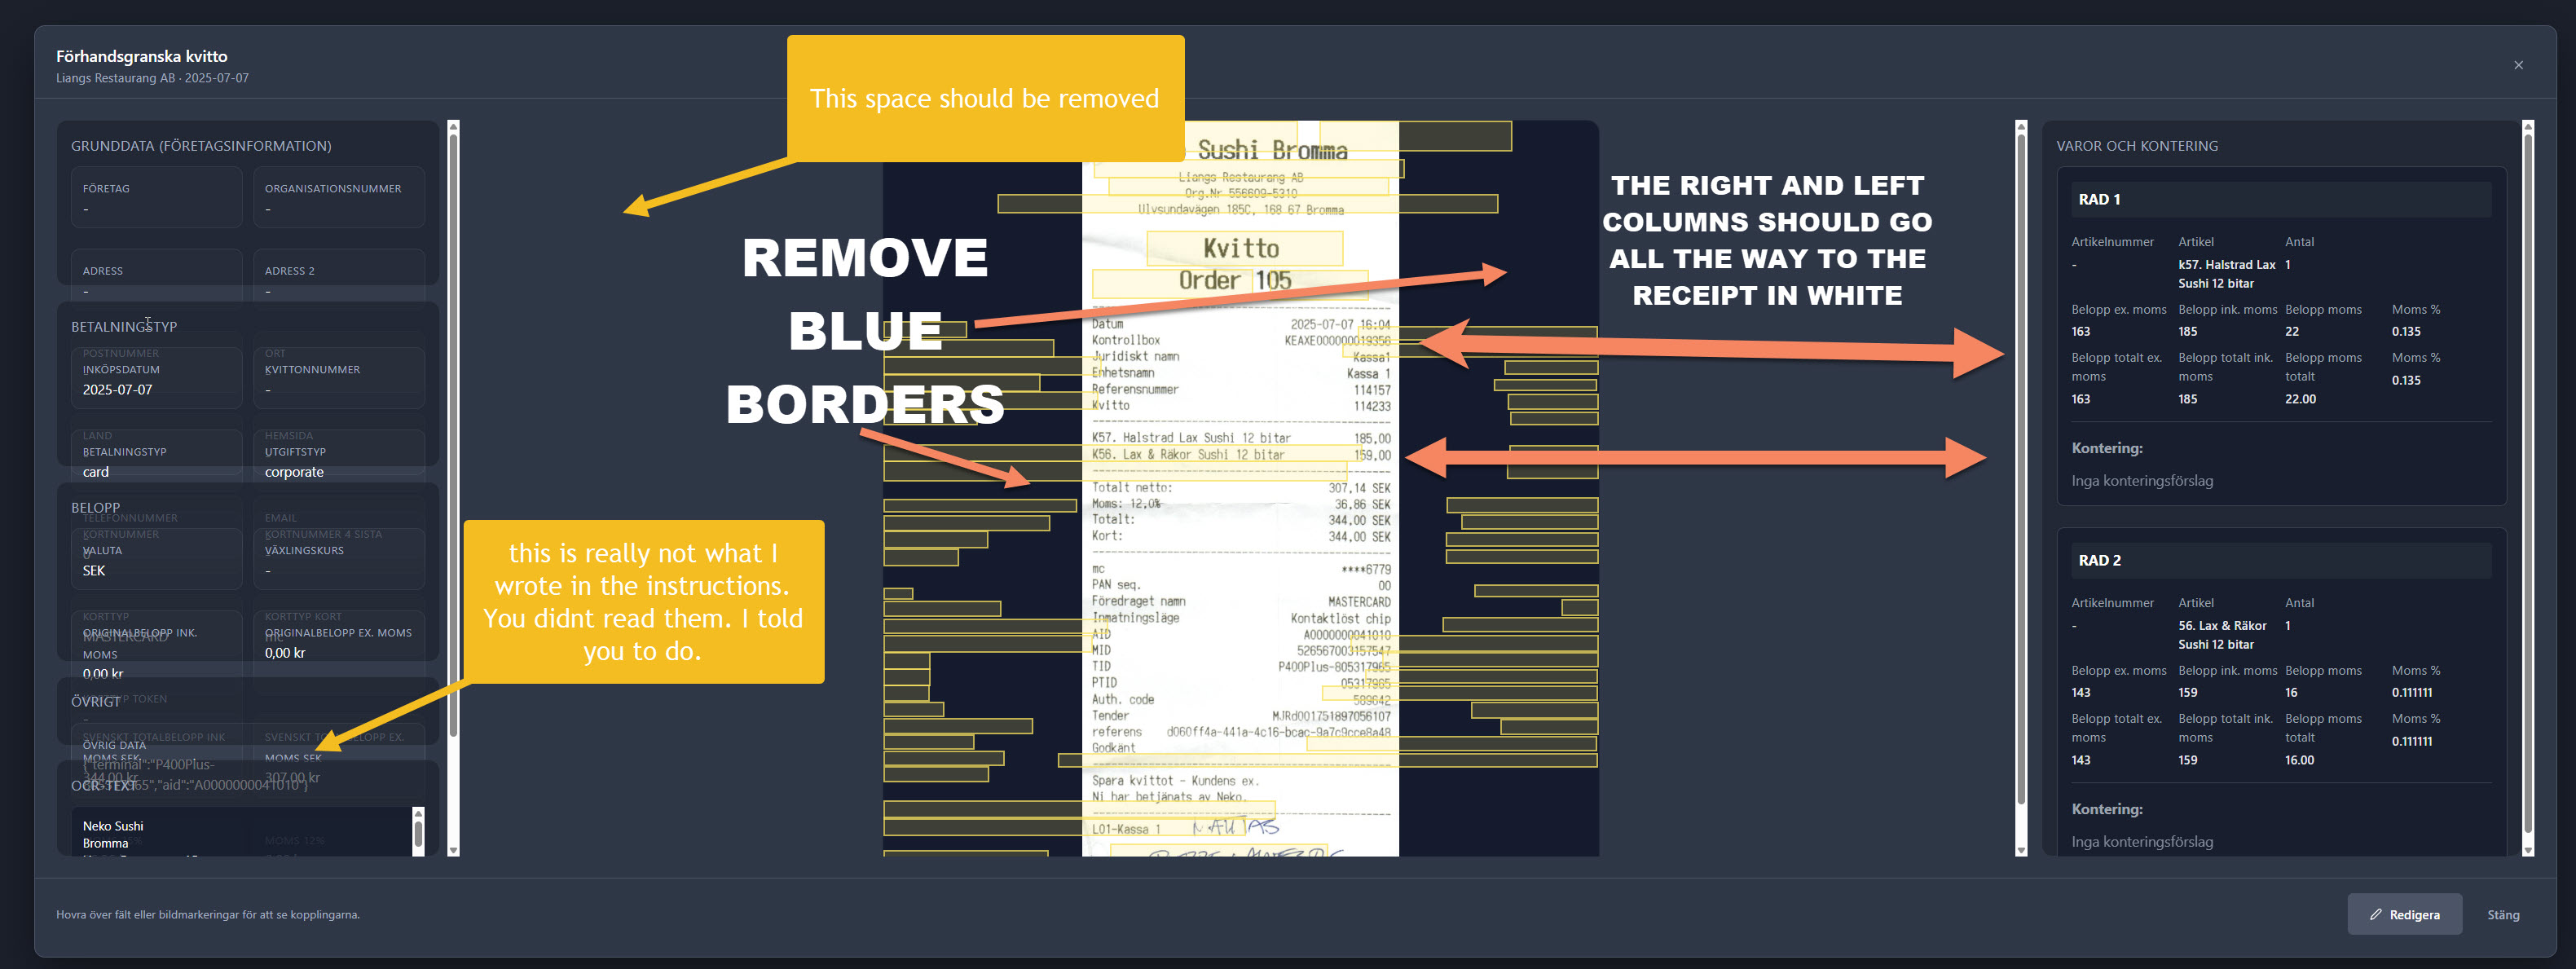 Förhandsgranska kvitto
Liangs Restaurang AB · 2025-07-07
×
This space should be removed
GRUNDDATA (FÖRETAGSINFORMATION)
FÖRETAG
-
ORGANISATIONSNUMMER
-
ADRESS
-
ADRESS 2
-
BETALNINGSTYP
POSTNUMMER
ORT
INKÖPSDATUM
2025-07-07
KVITTONNUMMER
-
LAND
HEMSIDA
BETALNINGSTYP
card
UTGIFTSTYP
corporate
BELOPP
TELEFONNUMMER
EMAIL
KORTNUMMER
KORTNUMMER 4 SISTA
VALUTA
SEK
VÄXLINGSKURS
-
KORTTYP
MASTERCARD
KORTTYP KORT
mc
ORIGINALBELOPP INK.
MOMS
0,00 kr
ORIGINALBELOPP EX. MOMS
0,00 kr
KORTTYP TOKEN
-
ÖVRIGT
SVENSKT TOTALBELOPP INK
MOMS SEK
344,00 kr
SVENSKT TOTALBELOPP EX.
MOMS SEK
307,00 kr
ÖVRIG DATA
{"terminal":"P400Plus-
"aid":"A0000000041010"}
OCR-TEXT
Neko Sushi
Bromma
MOMS 12%
REMOVE
BLUE
BORDERS
this is really not what I
wrote in the instructions.
You didnt read them. I told
you to do.
Sushi Bromma
Liangs Restaurang AB
Org.Nr 556609-5310
Ulvsundavägen 185C, 168 67 Bromma
Kvitto
Order 105
Datum 2025-07-07 16:04
Kontrollbox KEAXE000000019356
Juridiskt namn Kassa1
Enhetsnamn Kassa 1
Referensnummer 114157
Kvitto 114233
K57. Halstrad Lax Sushi 12 bitar 185,00
K56. Lax & Räkor Sushi 12 bitar 159,00
Totalt netto: 307,14 SEK
Moms: 12,0% 36,86 SEK
Totalt: 344,00 SEK
Kort: 344,00 SEK
mc ****6779
PAN seq. 00
Föredraget namn MASTERCARD
Inmatningsläge Kontaktlöst chip
AID A0000000041010
MID 526567003157547
TID P400Plus-805317965
PTID 05317965
Auth. code 589642
Tender MJRd001751897056107
referens d060ff4a-441a-4c16-bcac-9a7c9cce8a48
Godkänt
Spara kvittot - Kundens ex.
Ni har betjänats av Neko.
L01-Kassa 1
THE RIGHT AND LEFT
COLUMNS SHOULD GO
ALL THE WAY TO THE
RECEIPT IN WHITE
VAROR OCH KONTERING
RAD 1
Artikelnummer Artikel Antal
- k57. Halstrad Lax 1
Sushi 12 bitar
Belopp ex. moms Belopp ink. moms Belopp moms Moms %
163 185 22 0.135
Belopp totalt ex. Belopp totalt ink. Belopp moms Moms %
moms moms totalt 0.135
163 185 22.00
Kontering:
Inga konteringsförslag
RAD 2
Artikelnummer Artikel Antal
- 56. Lax & Räkor 1
Sushi 12 bitar
Belopp ex. moms Belopp ink. moms Belopp moms Moms %
143 159 16 0.111111
Belopp totalt ex. Belopp totalt ink. Belopp moms Moms %
moms moms totalt 0.111111
143 159 16.00
Kontering:
Inga konteringsförslag
Hovra över fält eller bildmarkeringar för att se kopplingarna.
Redigera
Stäng